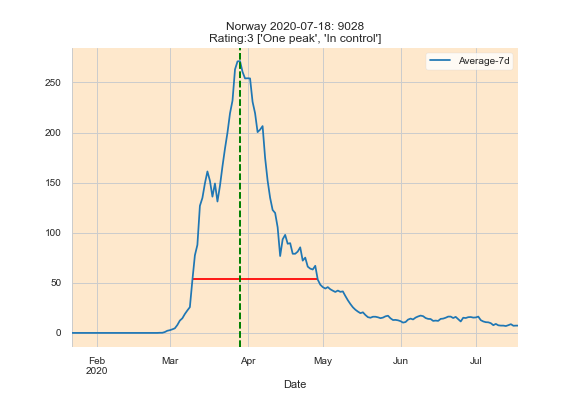 Norway 2020-07-18: 9028
Rating:3 ['One peak', 'In control']
Average-7d
250
200
150
100
50
0
Feb Mar Apr May Jun Jul
2020
Date